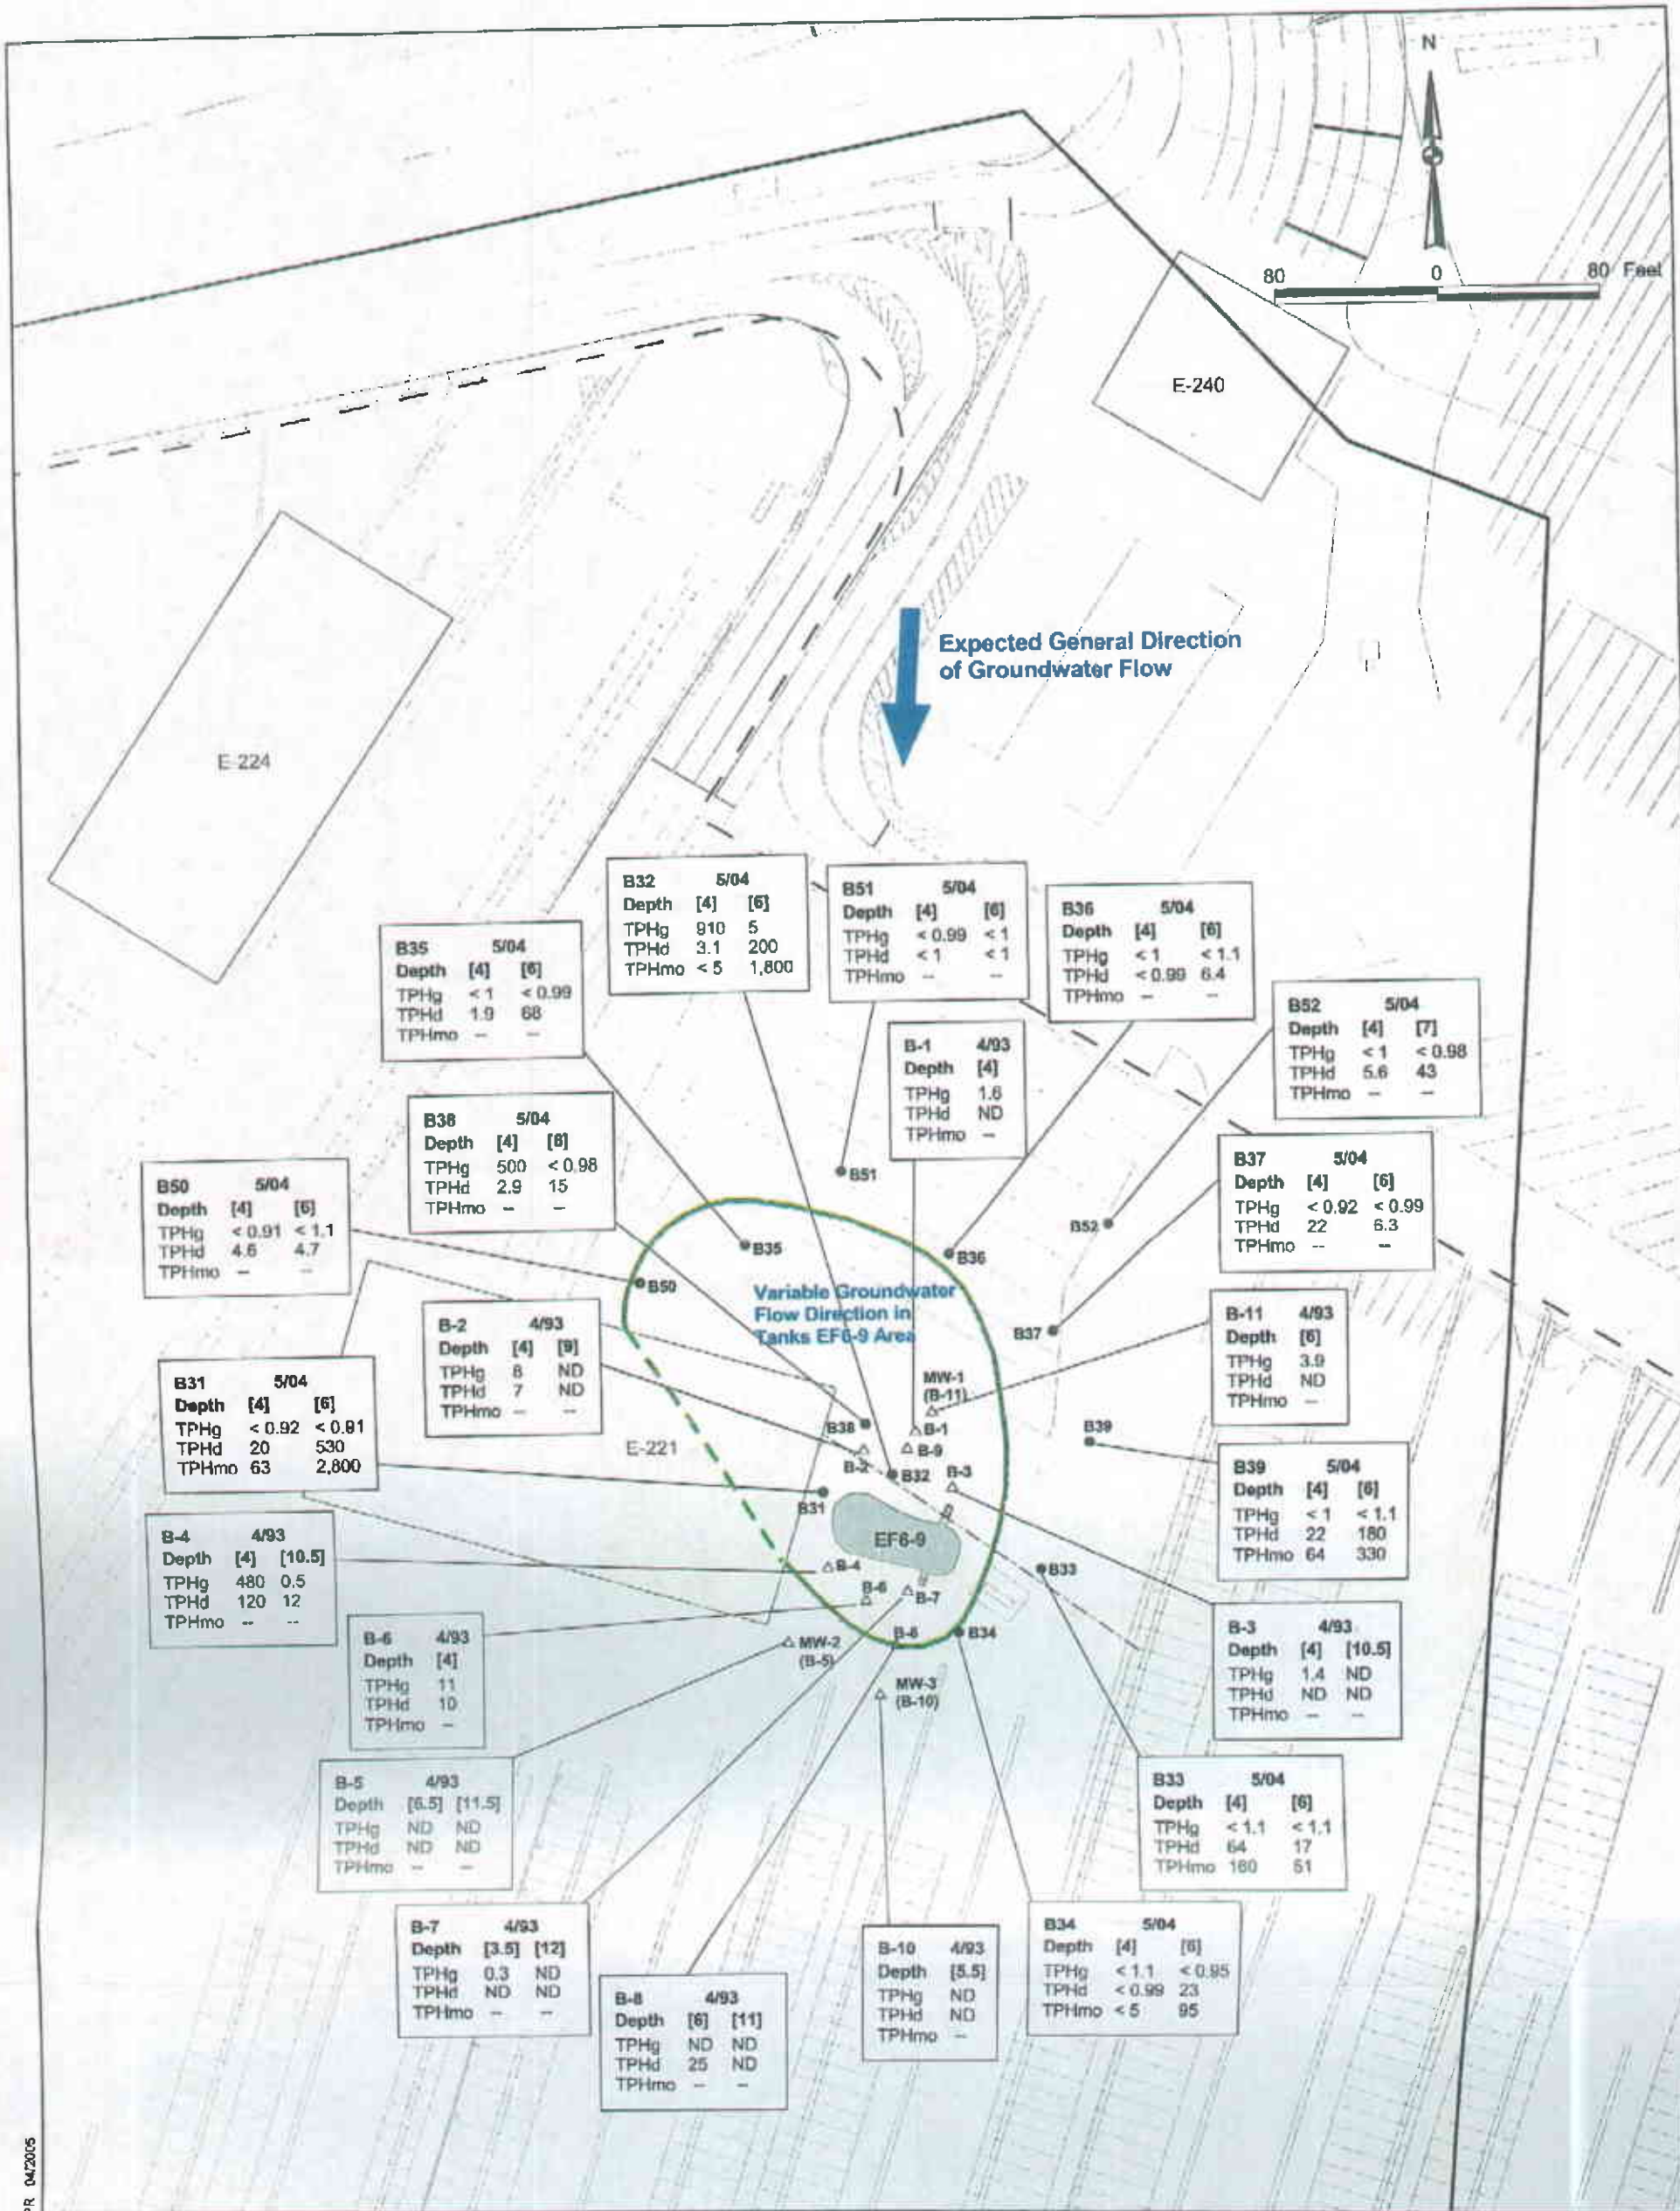 N
80 0 80 Feet
E-240
Expected General Direction
of Groundwater Flow
E-224
B32 5/04
Depth [4] [6]
TPHg 910 5
TPHd 3.1 200
TPHmo < 5 1,800
B51 5/04
Depth [4] [6]
TPHg < 0.99 < 1
TPHd < 1 < 1
TPHmo -- --
B36 5/04
Depth [4] [6]
TPHg < 1 < 1.1
TPHd < 0.99 6.4
TPHmo -- --
B35 5/04
Depth [4] [6]
TPHg < 1 < 0.99
TPHd 1.9 68
TPHmo -- --
B52 5/04
Depth [4] [7]
TPHg < 1 < 0.98
TPHd 5.6 43
TPHmo -- --
B-1 4/93
Depth [4]
TPHg 1.6
TPHd ND
TPHmo --
B38 5/04
Depth [4] [6]
TPHg 500 < 0.98
TPHd 2.9 15
TPHmo -- --
B37 5/04
Depth [4] [6]
TPHg < 0.92 < 0.99
TPHd 22 6.3
TPHmo -- --
B50 5/04
Depth [4] [6]
TPHg < 0.91 < 1.1
TPHd 4.6 4.7
TPHmo -- --
B51
B52
B35
B36
B50
Variable Groundwater
Flow Direction in
Tanks EF6-9 Area
B37
B-2 4/93
Depth [4] [9]
TPHg 8 ND
TPHd 7 ND
TPHmo -- --
B-11 4/93
Depth [6]
TPHg 3.9
TPHd ND
TPHmo --
B31 5/04
Depth [4] [6]
TPHg < 0.92 < 0.91
TPHd 20 530
TPHmo 63 2,800
MW-1
(B-11)
B38
B-1
B39
E-221
B-9
B-2
B32
B-3
B31
EF6-9
B39 5/04
Depth [4] [6]
TPHg < 1 < 1.1
TPHd 22 180
TPHmo 64 330
B-4 4/93
Depth [4] [10.5]
TPHg 480 0.5
TPHd 120 12
TPHmo -- --
B-4
B33
B-6
B-7
B-6 4/93
Depth [4]
TPHg 11
TPHd 10
TPHmo --
B-3 4/93
Depth [4] [10.5]
TPHg 1.4 ND
TPHd ND ND
TPHmo -- --
MW-2
(B-5)
B-8
B34
MW-3
(B-10)
B-5 4/93
Depth [6.5] [11.5]
TPHg ND ND
TPHd ND ND
TPHmo -- --
B33 5/04
Depth [4] [6]
TPHg < 1.1 < 1.1
TPHd 64 17
TPHmo 160 51
B-7 4/93
Depth [3.5] [12]
TPHg 0.3 ND
TPHd ND ND
TPHmo -- --
B-8 4/93
Depth [6] [11]
TPHg ND ND
TPHd 25 ND
TPHmo -- --
B-10 4/93
Depth [5.5]
TPHg ND
TPHd ND
TPHmo --
B34 5/04
Depth [4] [6]
TPHg < 1.1 < 0.95
TPHd < 0.99 23
TPHmo < 5 95
04/2005